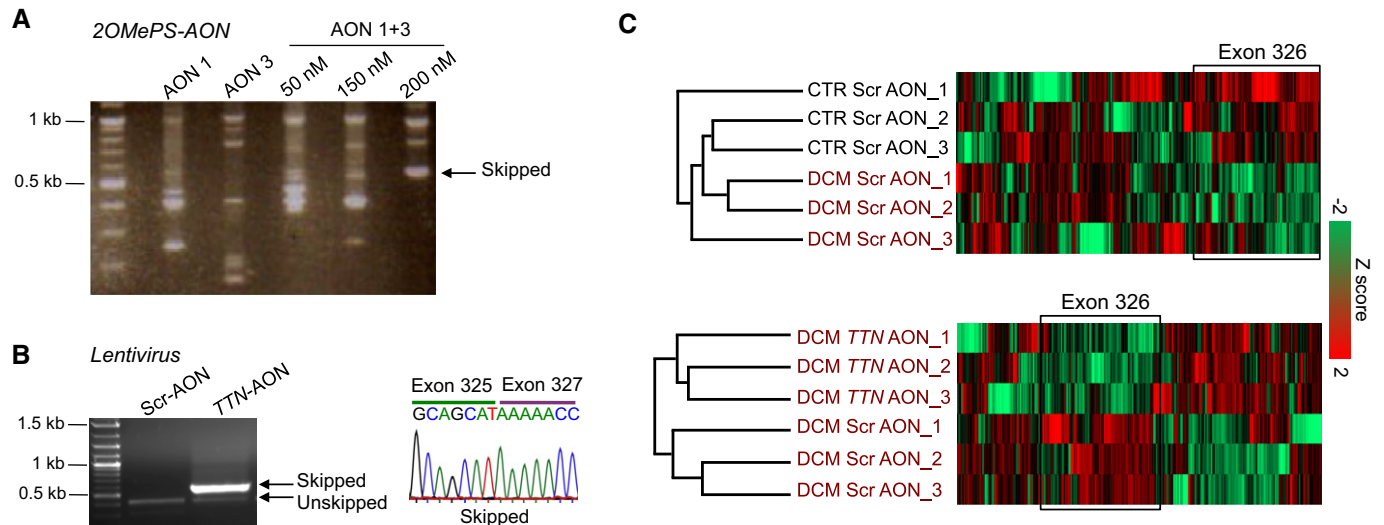 A
2OMePS-AON
AON 1+3
AON 1
AON 3
50 nM
150 nM
200 nM
1 kb
0.5 kb
Skipped
B
Lentivirus
Scr-AON
TTN-AON
1.5 kb
1 kb
0.5 kb
Skipped
Unskipped
Exon 325 Exon 327
GCAGCATAAAAACC
Skipped
C
Exon 326
CTR Scr AON_1
CTR Scr AON_2
CTR Scr AON_3
DCM Scr AON_1
DCM Scr AON_2
DCM Scr AON_3
Exon 326
DCM TTN AON_1
DCM TTN AON_2
DCM TTN AON_3
DCM Scr AON_1
DCM Scr AON_2
DCM Scr AON_3
-2
Z score
2